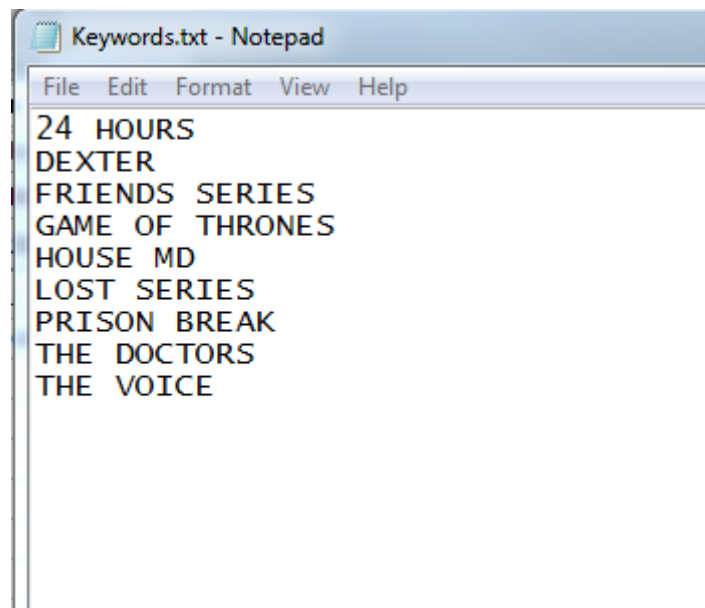 Keywords.txt - Notepad
File Edit Format View Help
24 HOURS
DEXTER
FRIENDS SERIES
GAME OF THRONES
HOUSE MD
LOST SERIES
PRISON BREAK
THE DOCTORS
THE VOICE